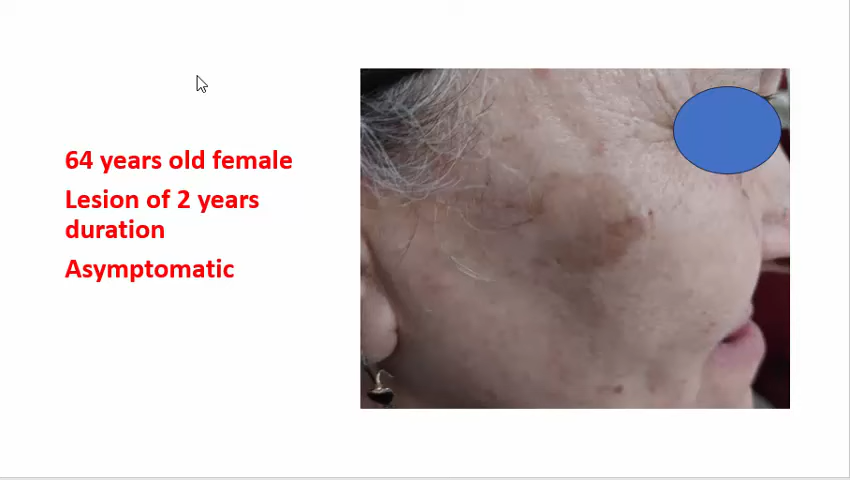 64 years old female
Lesion of 2 years
duration
Asymptomatic